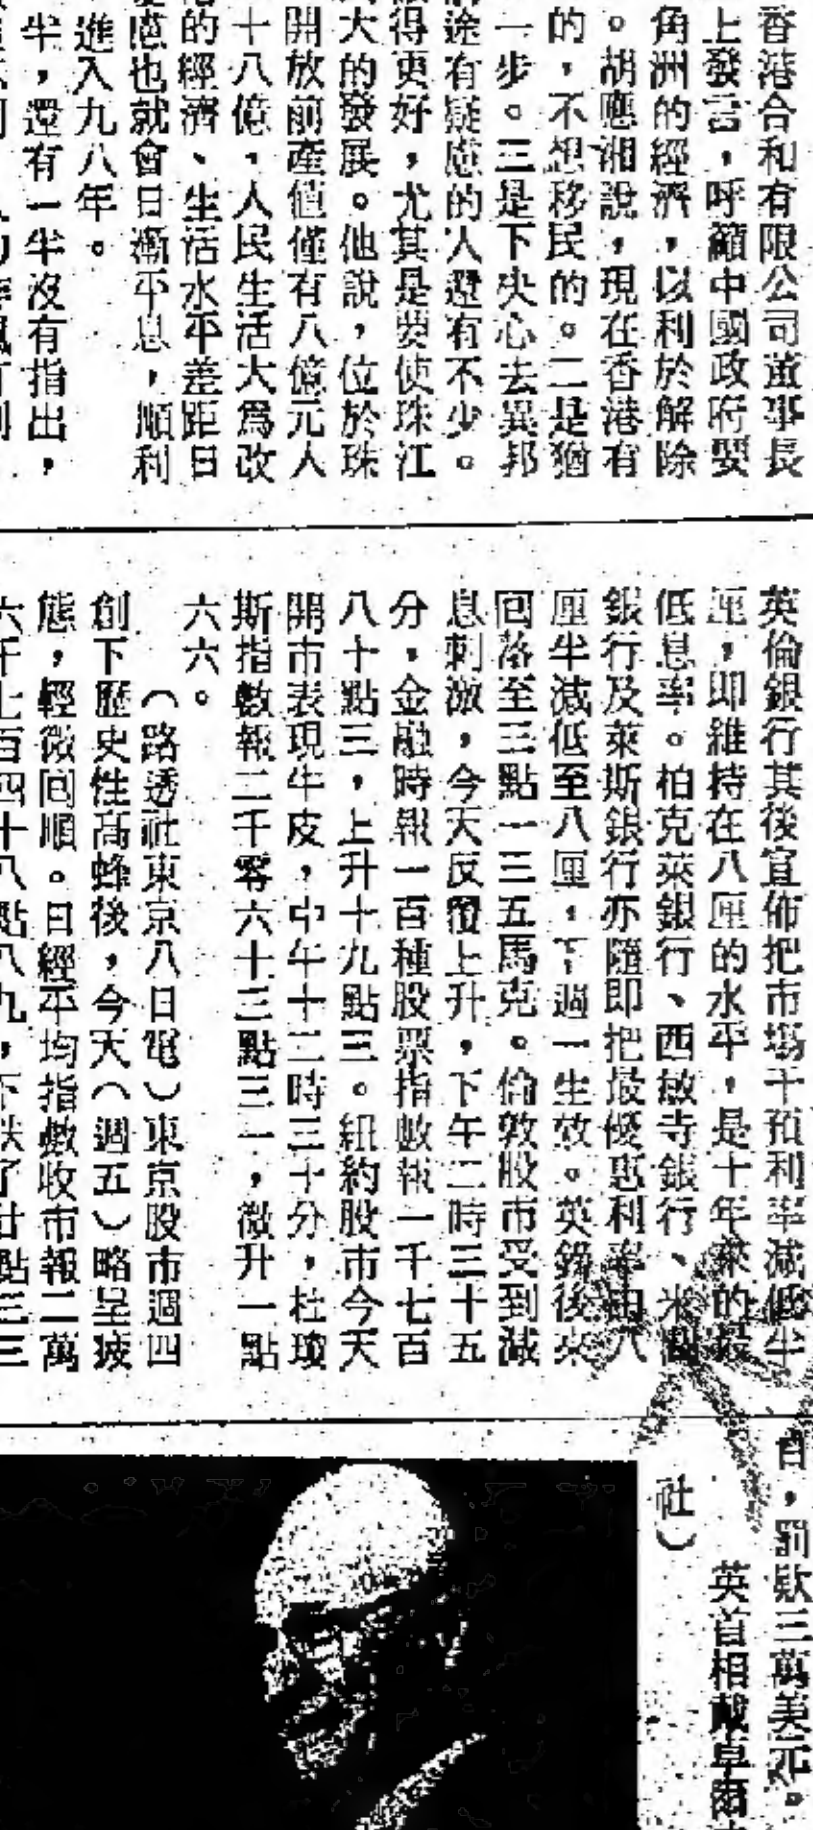 香港合和有限公司董事長
上發言，呼籲中國政府要
角洲的經濟，以利於解除
。胡應湘說，現在香港有
的，不想移民的。二是猶
一步。三是下決心去異邦
途有疑慮的人還有不少。
得更好，尤其是要使珠江
大的發展。他說，位於珠
開放前產值僅有八億元人
十八億，人民生活大爲改
的經濟、生活水平差距日
慮也就會日漸平息，順利
進入九八年。
半，還有一半沒有指出，
英倫銀行其後宣佈把市場干預利率減低半
厘，即維持在八厘的水平，是十年來的最
低息率。柏克萊銀行、西敏寺銀行、米
銀行及萊斯銀行亦隨即把最優惠利率由八
厘半減低至八厘，下週一生效。英鎊後來
回落至三點一三五馬克。倫敦股市受到減
息刺激，今天反覆上升，下午二時三十五
分，金融時報一百種股票指數報一千七百
八十點三，上升十九點三。紐約股市今天
開市表現牛皮，中午十二時三十分，杜瓊
斯指數報二千零六十三點三一，微升一點
六六。
（路透社東京八日電）東京股市週四
創下歷史性高峰後，今天（週五）略呈疲
態，輕微回順。日經平均指數收市報二萬
六千七百四十八點八九，下跌了廿點三三
，罰款三萬美元。
英首相戴卓爾
社）